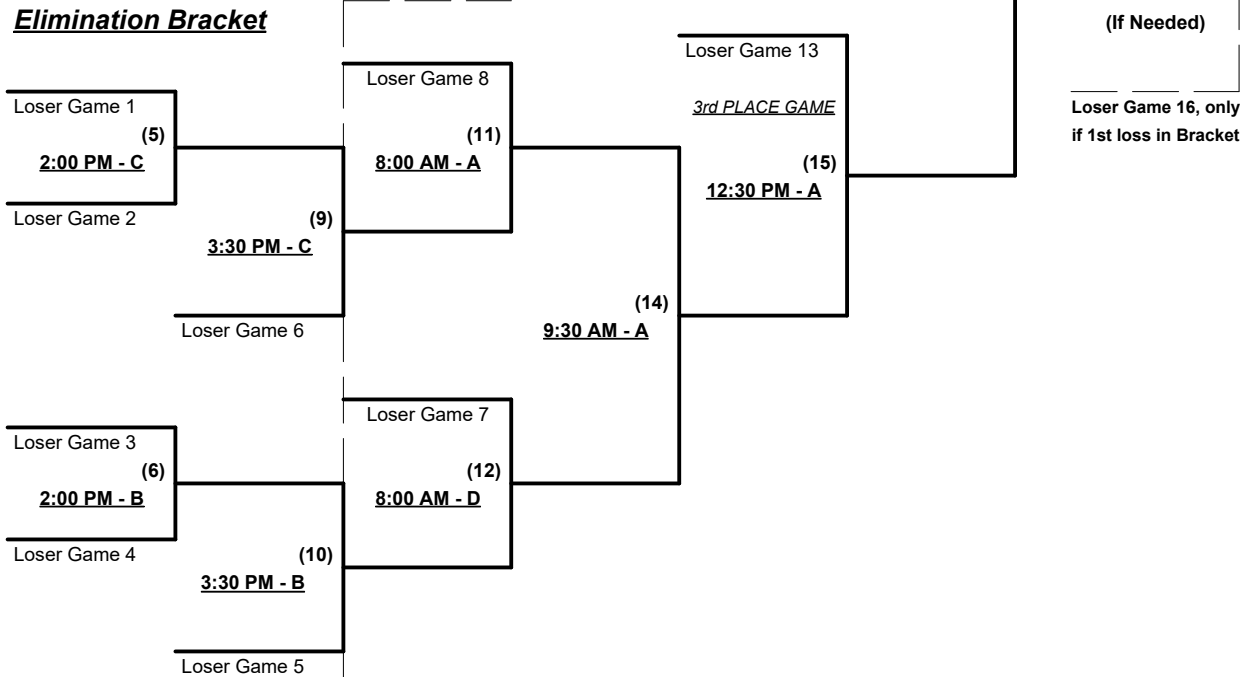 Elimination Bracket
(If Needed)
Loser Game 13
Loser Game 8
Loser Game 1
3rd PLACE GAME
Loser Game 16, only
if 1st loss in Bracket
(5)
(11)
2:00 PM - C
8:00 AM - A
(15)
12:30 PM - A
Loser Game 2
(9)
3:30 PM - C
(14)
Loser Game 6
9:30 AM - A
Loser Game 7
Loser Game 3
(6)
(12)
2:00 PM - B
8:00 AM - D
Loser Game 4
(10)
3:30 PM - B
Loser Game 5